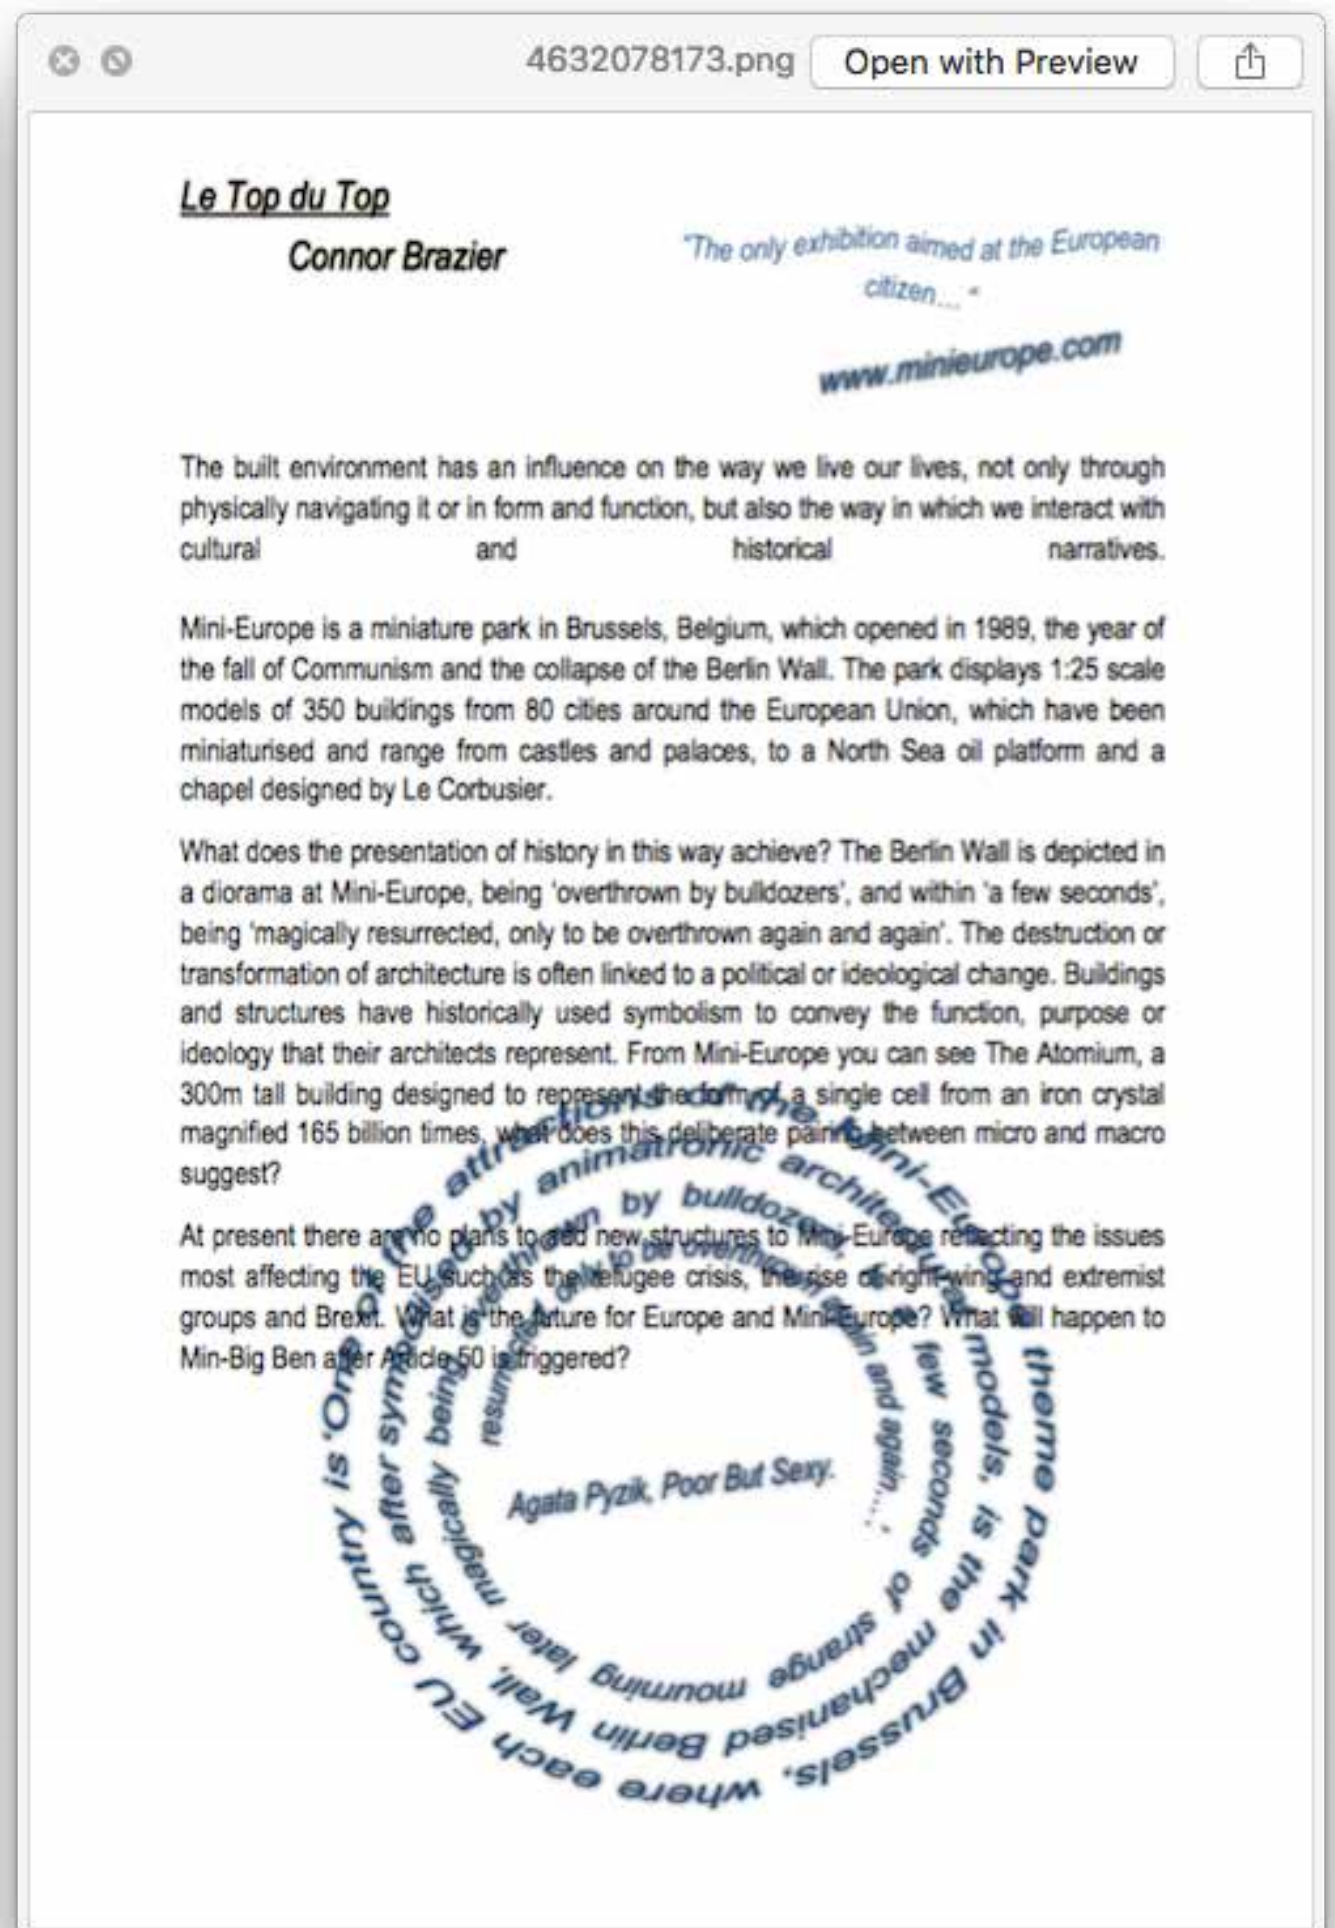 4632078173.png
Open with Preview
Le Top du Top
Connor Brazier
"The only exhibition aimed at the European
citizen.... "
www.minieurope.com
The built environment has an influence on the way we live our lives, not only through
physically navigating it or in form and function, but also the way in which we interact with
cultural and historical narratives.
Mini-Europe is a miniature park in Brussels, Belgium, which opened in 1989, the year of
the fall of Communism and the collapse of the Berlin Wall. The park displays 1:25 scale
models of 350 buildings from 80 cities around the European Union, which have been
miniaturised and range from castles and palaces, to a North Sea oil platform and a
chapel designed by Le Corbusier.
What does the presentation of history in this way achieve? The Berlin Wall is depicted in
a diorama at Mini-Europe, being 'overthrown by bulldozers', and within 'a few seconds',
being 'magically resurrected, only to be overthrown again and again'. The destruction or
transformation of architecture is often linked to a political or ideological change. Buildings
and structures have historically used symbolism to convey the function, purpose or
ideology that their architects represent. From Mini-Europe you can see The Atomium, a
300m tall building designed to represent the form of a single cell from an iron crystal
magnified 165 billion times, what does this deliberate pairing between micro and macro
suggest?
At present there are no plans to add new structures to Mini-Europe reflecting the issues
most affecting the EU such as the refugee crisis, the rise of right-wing and extremist
groups and Brexit. What is the future for Europe and Mini-Europe? What will happen to
Min-Big Ben after Article 50 is triggered?
'One of the attractions of the Mini-Europe theme park in Brussels, where each EU country is
symbolised by animatronic architectural models, is the mechanised Berlin Wall, which after
being overthrown by bulldozers, a few seconds of strange mourning later magically
resurrected only to be overthrown again and again....'
Agata Pyzik, Poor But Sexy.